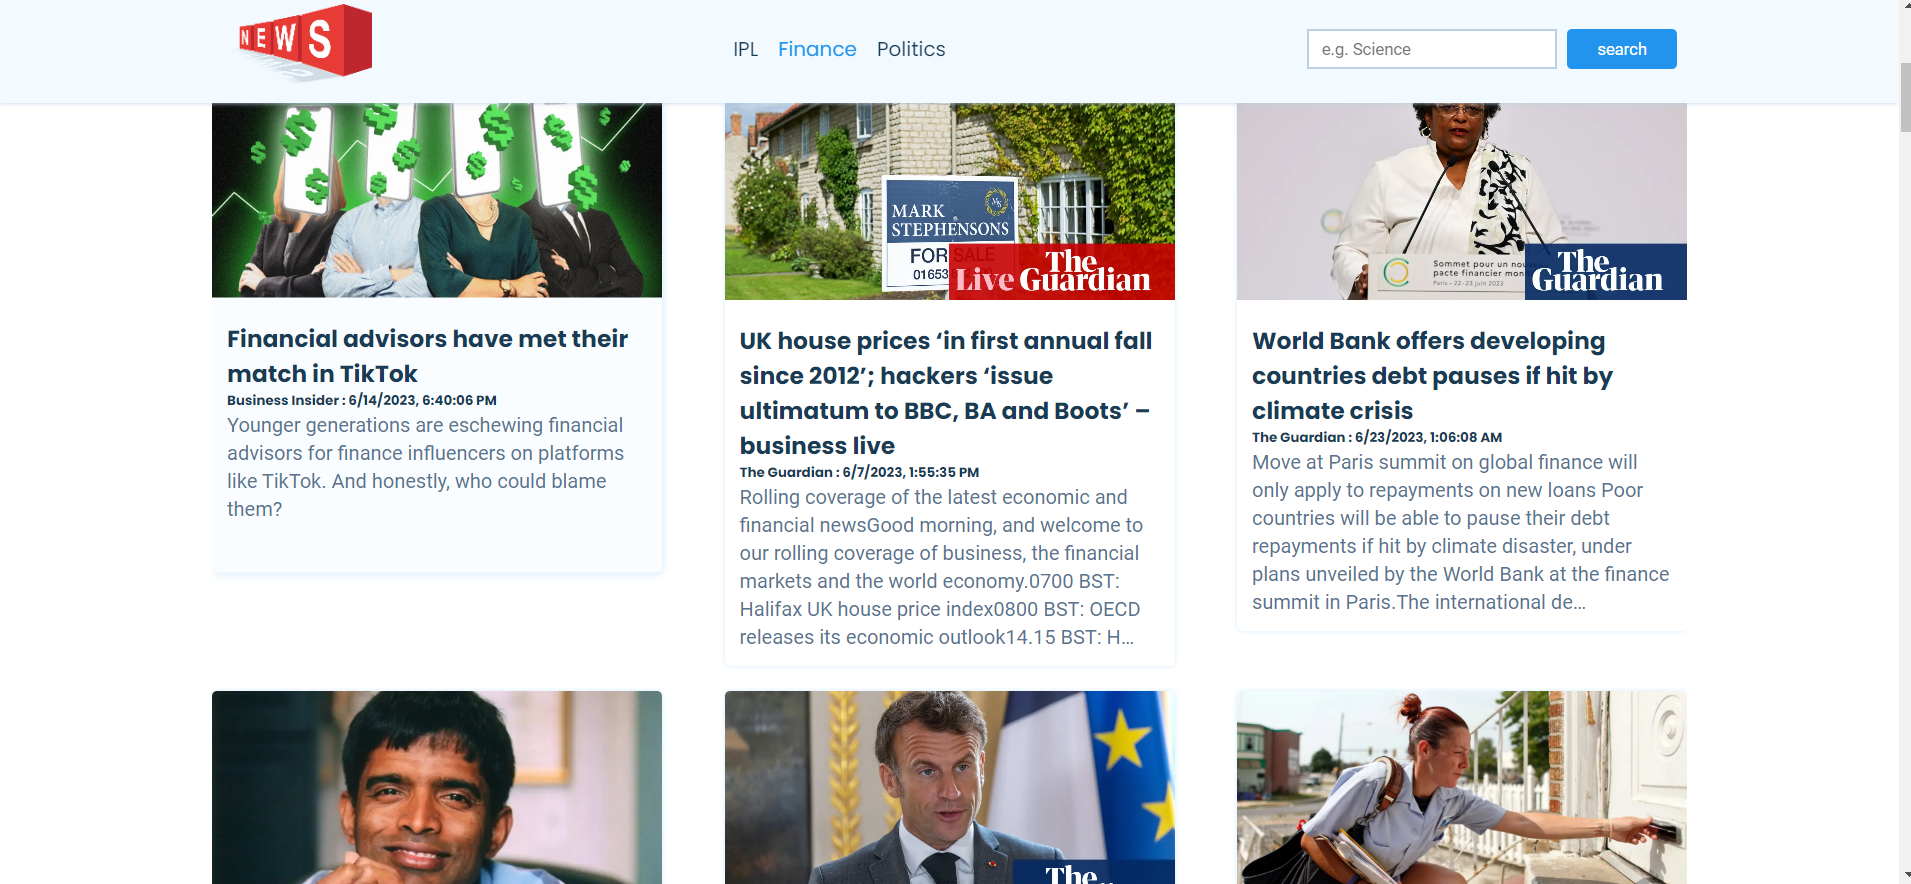 NEWS
IPL Finance Politics
e.g. Science
search
MARK
STEPHENSONS
FOR SALE
01653
Live The Guardian
Sommet pour un nou
pacte financier mon
Paris - 22-23 juin 2023
The Guardian
Financial advisors have met their
match in TikTok
Business Insider : 6/14/2023, 6:40:06 PM
Younger generations are eschewing financial
advisors for finance influencers on platforms
like TikTok. And honestly, who could blame
them?
UK house prices ‘in first annual fall
since 2012’; hackers ‘issue
ultimatum to BBC, BA and Boots’ –
business live
The Guardian : 6/7/2023, 1:55:35 PM
Rolling coverage of the latest economic and
financial newsGood morning, and welcome to
our rolling coverage of business, the financial
markets and the world economy.0700 BST:
Halifax UK house price index0800 BST: OECD
releases its economic outlook14.15 BST: H…
World Bank offers developing
countries debt pauses if hit by
climate crisis
The Guardian : 6/23/2023, 1:06:08 AM
Move at Paris summit on global finance will
only apply to repayments on new loans Poor
countries will be able to pause their debt
repayments if hit by climate disaster, under
plans unveiled by the World Bank at the finance
summit in Paris.The international de…
The